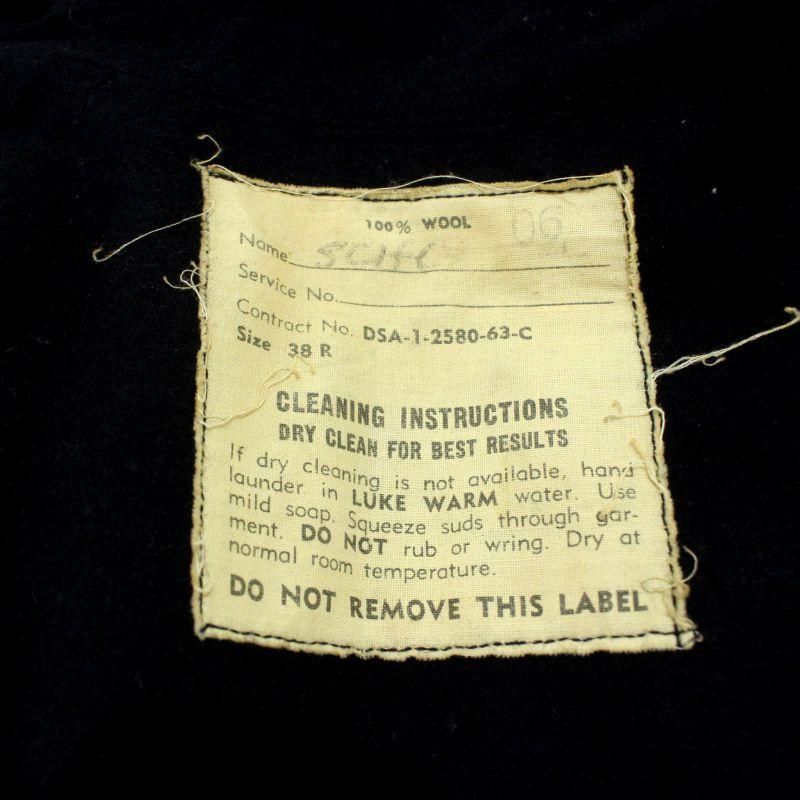 100% WOOL 06
Name
Service No.
Contract No. DSA-1-2580-63-C
Size 38 R
CLEANING INSTRUCTIONS
DRY CLEAN FOR BEST RESULTS
If dry cleaning is not available, hand
launder in LUKE WARM water. Use
mild soap. Squeeze suds through gar-
ment. DO NOT rub or wring. Dry at
normal room temperature.
DO NOT REMOVE THIS LABEL